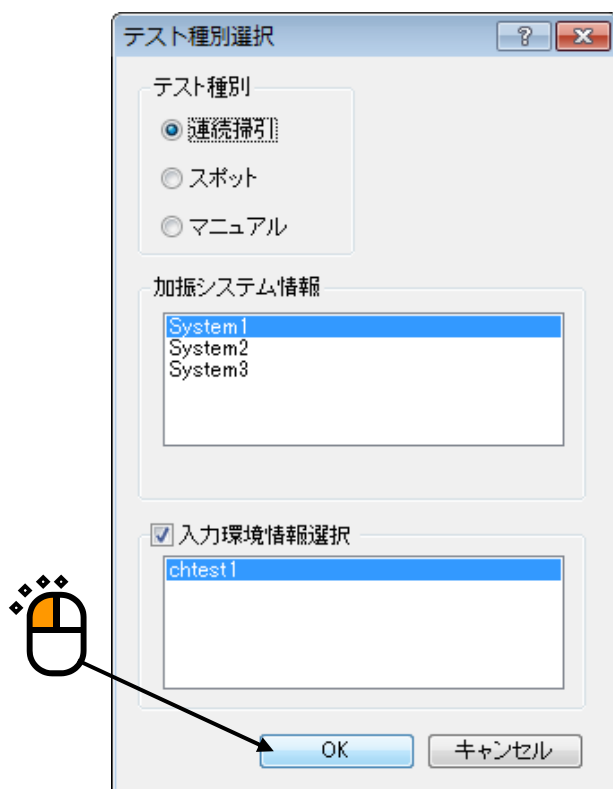 テスト種別選択
テスト種別
連続掃引
スポット
マニュアル
加振システム情報
System1
System2
System3
入力環境情報選択
chtest1
OK
キャンセル